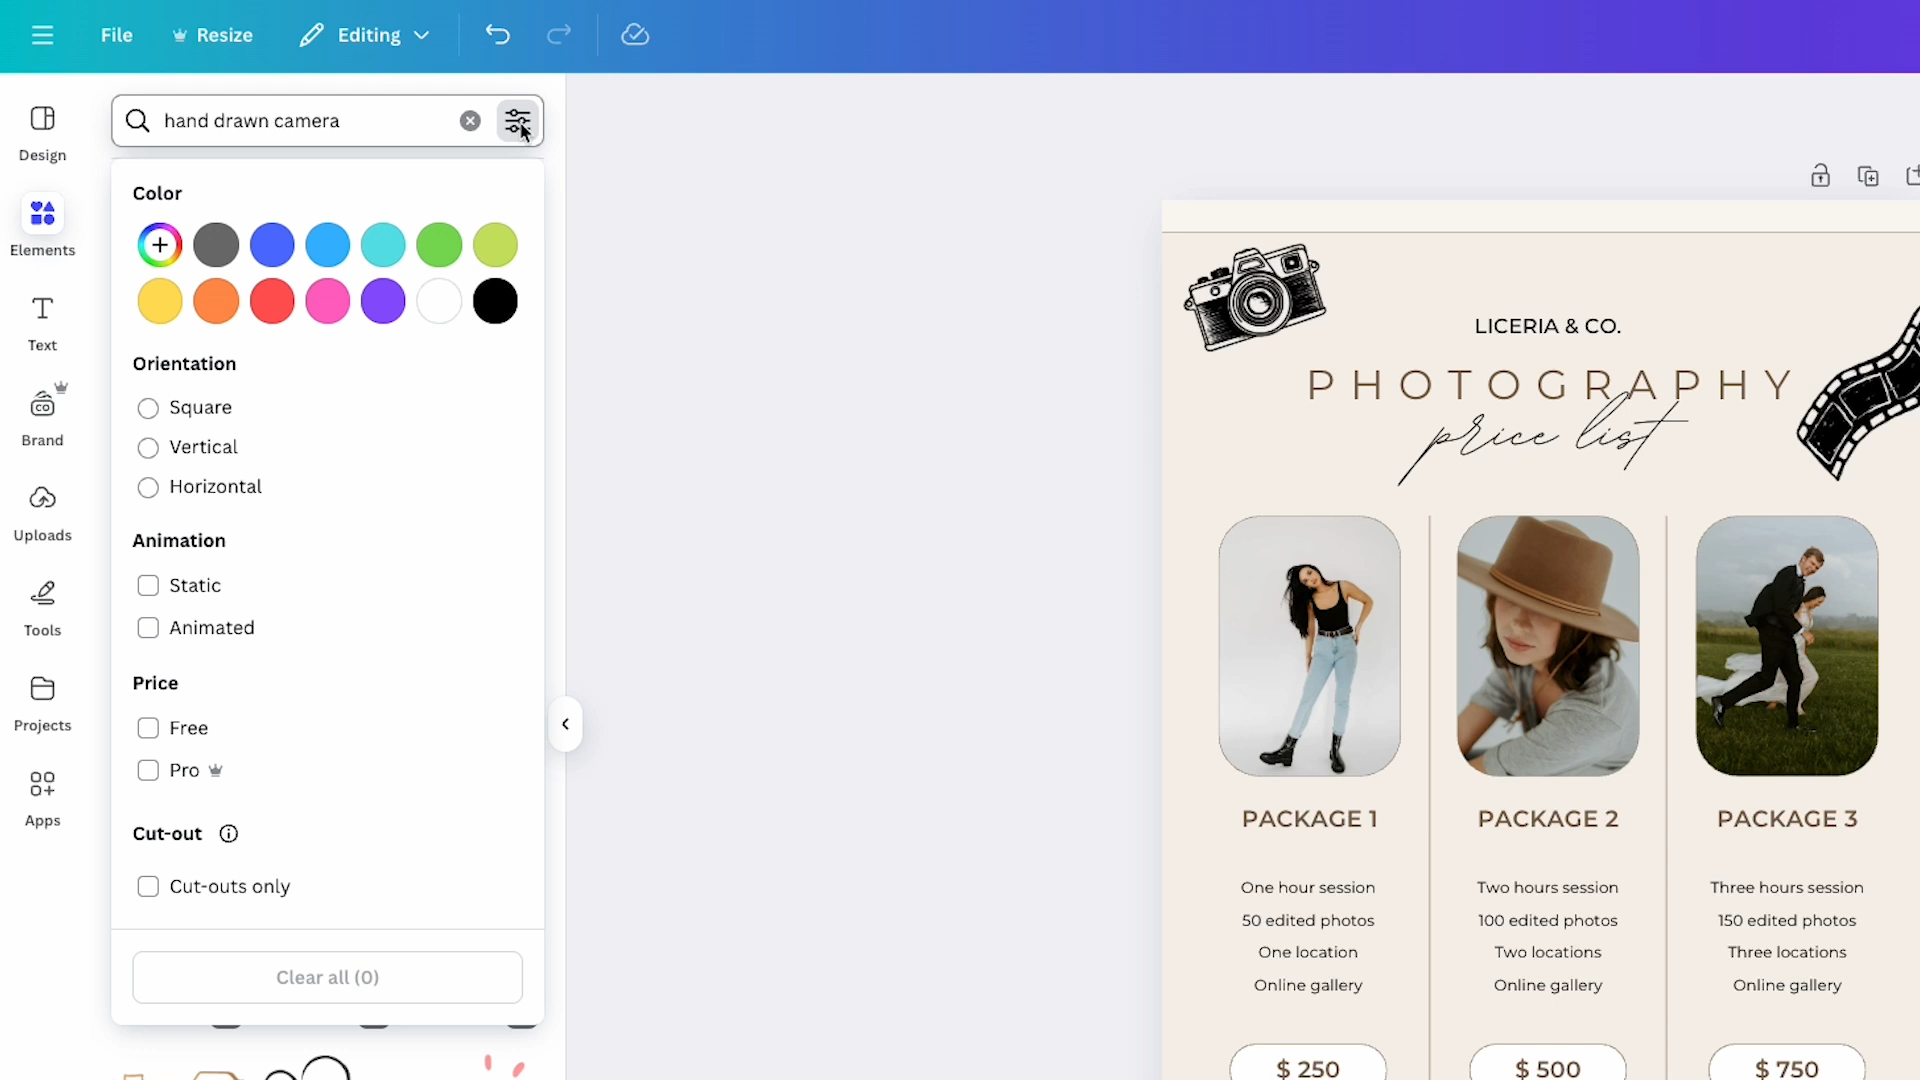 File
Resize
Editing
hand drawn camera
Design
Elements
Text
Brand
Uploads
Tools
Projects
Apps
Color
Orientation
Square
Vertical
Horizontal
Animation
Static
Animated
Price
Free
Pro
Cut-out
Cut-outs only
Clear all (0)
LICERIA & CO.
PHOTOGRAPHY
price list
PACKAGE 1
One hour session
50 edited photos
One location
Online gallery
$ 250
PACKAGE 2
Two hours session
100 edited photos
Two locations
Online gallery
$ 500
PACKAGE 3
Three hours session
150 edited photos
Three locations
Online gallery
$ 750